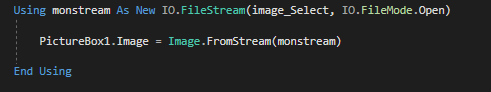 Using monstream As New IO.FileStream(image_Select, IO.FileMode.Open)
PictureBox1.Image = Image.FromStream(monstream)
End Using